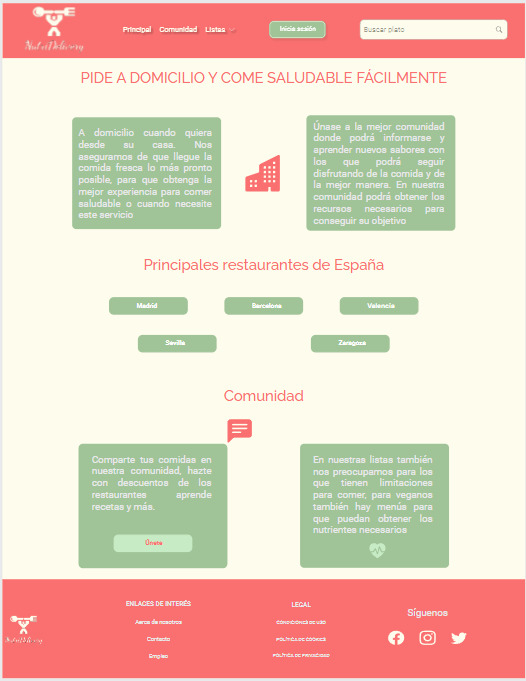 NutriDelivery
Principal Comunidad Listas
Inicia sesión
Buscar plato
PIDE A DOMICILIO Y COME SALUDABLE FÁCILMENTE
A domicilio cuando quiera
desde su casa. Nos
aseguramos de que llegue la
comida fresca lo más pronto
posible, para que obtenga la
mejor experiencia para comer
saludable o cuando necesite
este servicio
Únase a la mejor comunidad
donde podrá informarse y
aprender nuevos sabores con
los que podrá seguir
disfrutando de la comida y de
la mejor manera. En nuestra
comunidad podrá obtener los
recursos necesarios para
conseguir su objetivo
Principales restaurantes de España
Madrid
Barcelona
Valencia
Sevilla
Zaragoza
Comunidad
Comparte tus comidas en
nuestra comunidad, hazte
con descuentos de los
restaurantes aprende
recetas y más.
Únete
En nuestras listas también
nos preocupamos para los
que tienen limitaciones
para comer, para veganos
también hay menús para
que puedan obtener los
nutrientes necesarios
ENLACES DE INTERÉS
Aceros de nosotros
Contacto
Empleo
LEGAL
CONDICIONES DE USO
POLÍTICA DE COOKIES
POLÍTICA DE PRIVACIDAD
Síguenos